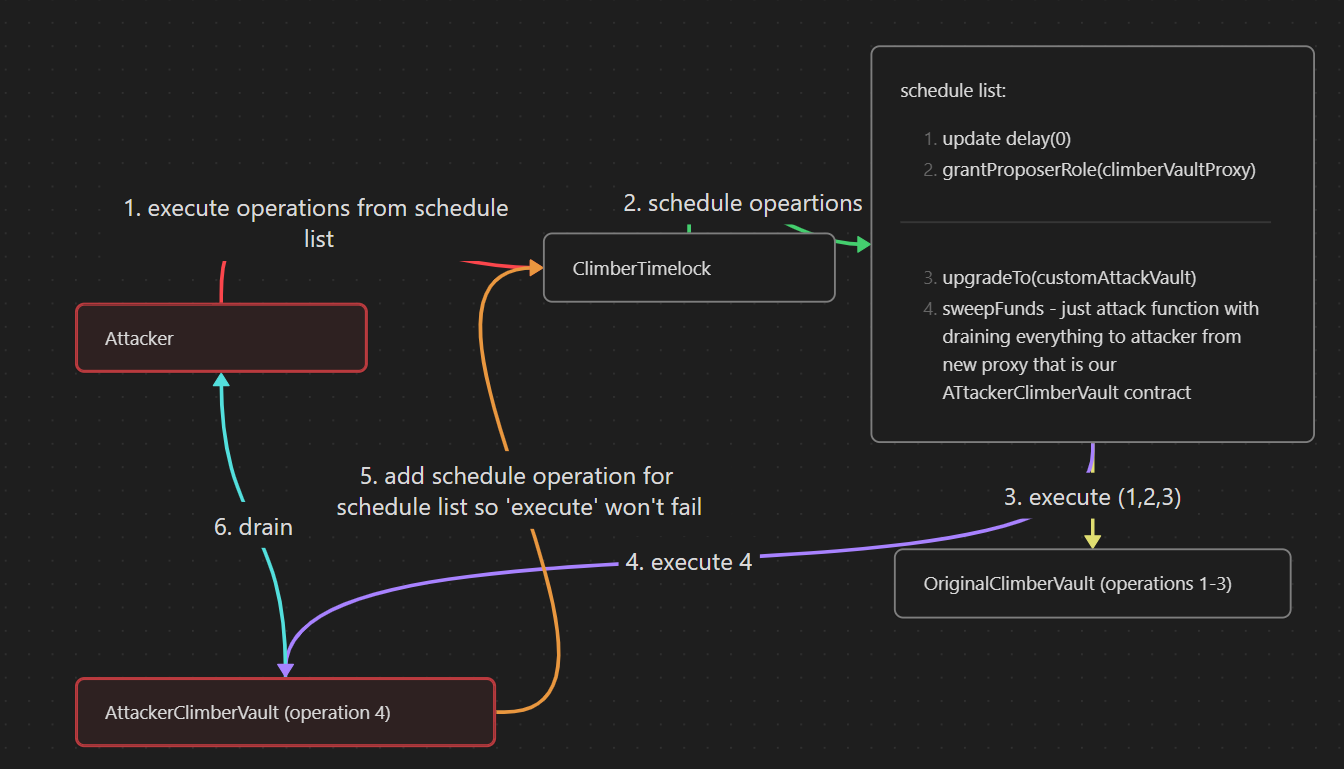 schedule list:
1. update delay(0)
2. grantProposerRole(climberVaultProxy)
3. upgradeTo(customAttackVault)
4. sweepFunds - just attack function with
draining everything to attacker from
new proxy that is our
ATtackerClimberVault contract
1. execute operations from schedule
list
2. schedule opeartions
ClimberTimelock
Attacker
5. add schedule operation for
schedule list so 'execute' won't fail
3. execute (1,2,3)
6. drain
4. execute 4
OriginalClimberVault (operations 1-3)
AttackerClimberVault (operation 4)